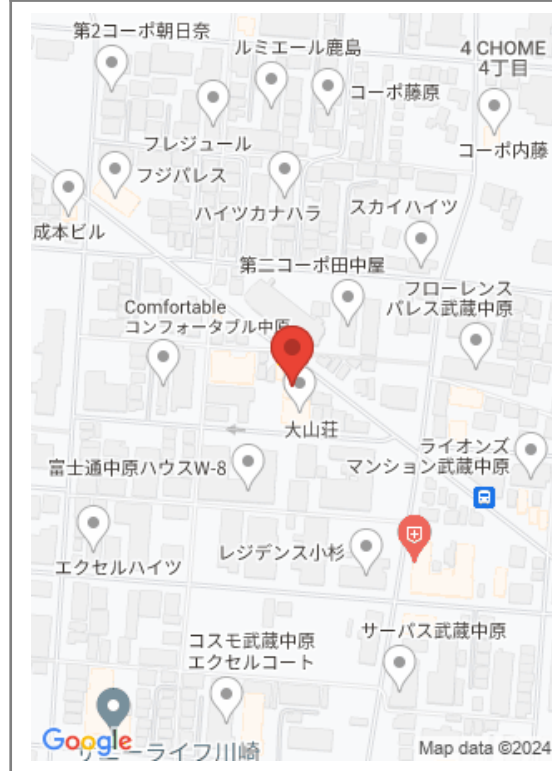 第2コーポ朝日奈
ルミエール鹿島
4 CHOME
4丁目
コーポ藤原
フレジュール
コーポ内藤
フジパレス
ハイツカナハラ
スカイハイツ
成本ビル
第二コーポ田中屋
フローレンス
パレス武蔵中原
Comfortable
コンフォータブル中原
大山荘
ライオンズ
マンション武蔵中原
富士通中原ハウスW-8
レジデンス小杉
エクセルハイツ
サーパス武蔵中原
コスモ武蔵中原
エクセルコート
Google
ーライフ川崎
Map data ©2024